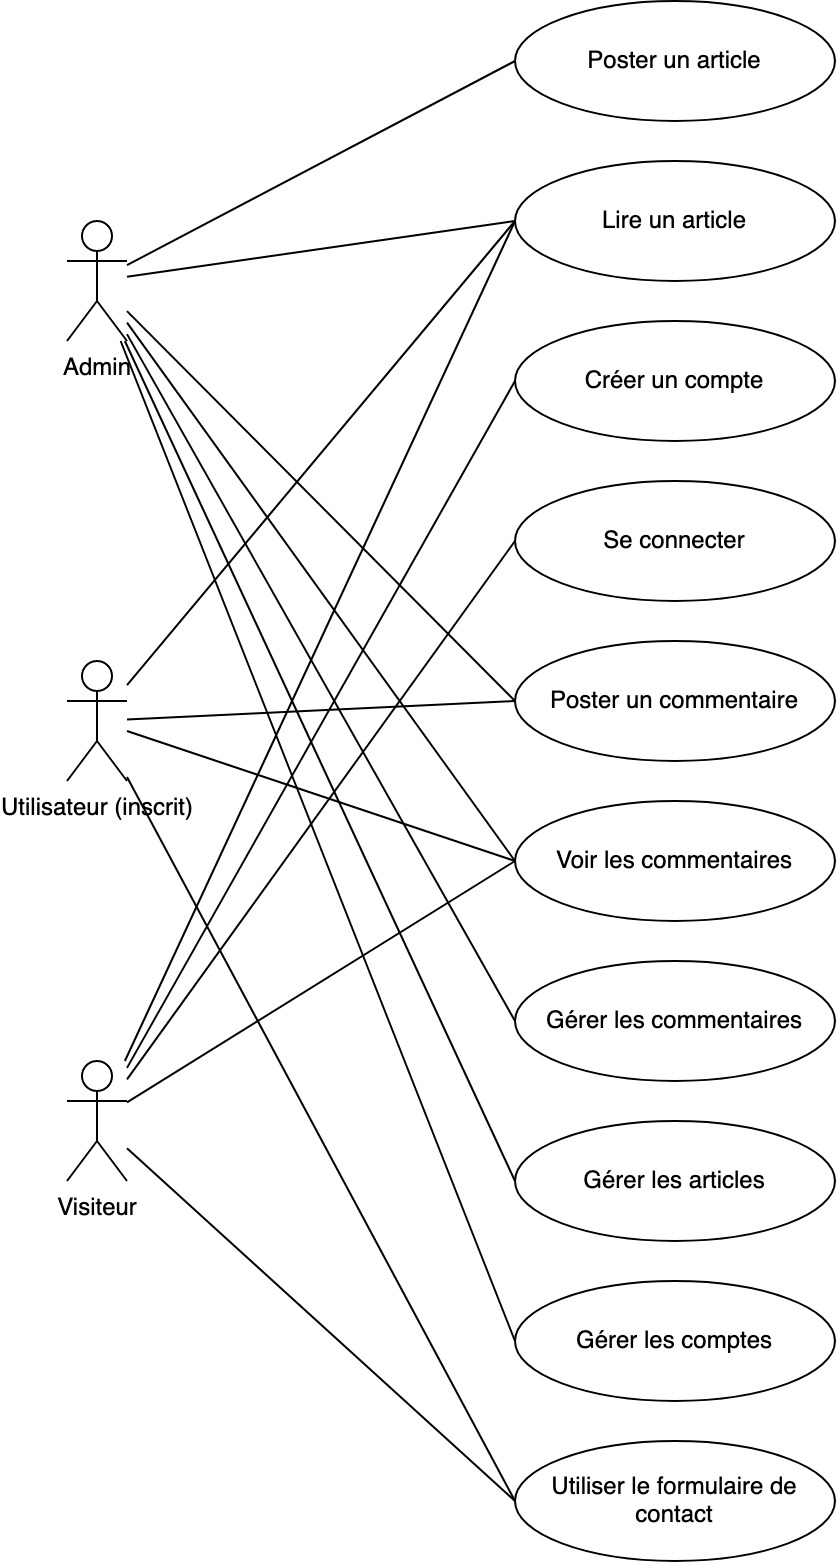 Poster un article
Lire un article
Admin
Créer un compte
Se connecter
Poster un commentaire
Utilisateur (inscrit)
Voir les commentaires
Gérer les commentaires
Gérer les articles
Visiteur
Gérer les comptes
Utiliser le formulaire de
contact